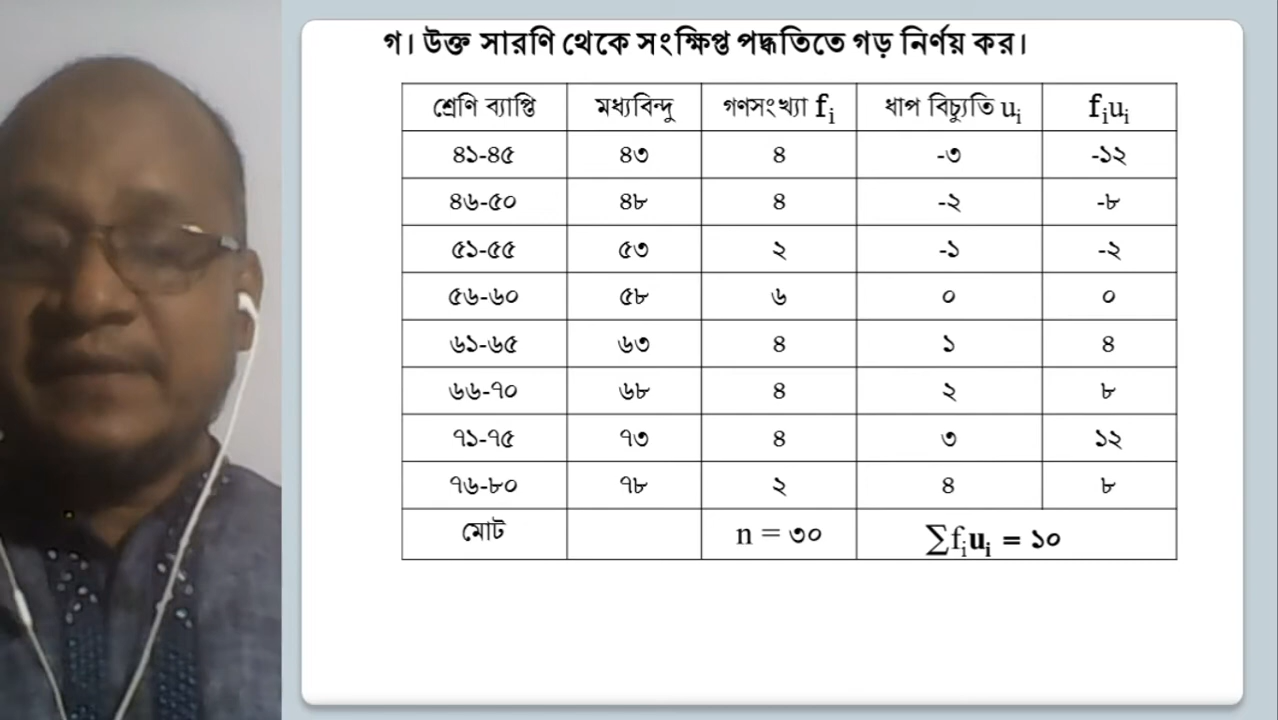 গ। উক্ত সারণি থেকে সংক্ষিপ্ত পদ্ধতিতে গড় নির্ণয় কর।
শ্রেণি ব্যাপ্তি মধ্যবিন্দু গণসংখ্যা fᵢ ধাপ বিচ্যুতি uᵢ fᵢuᵢ
৪১-৪৫ ৪৩ ৪ -৩ -১২
৪৬-৫০ ৪৮ ৪ -২ -৮
৫১-৫৫ ৫৩ ২ -১ -২
৫৬-৬০ ৫৮ ৬ ০ ০
৬১-৬৫ ৬৩ ৪ ১ ৪
৬৬-৭০ ৬৮ ৪ ২ ৮
৭১-৭৫ ৭৩ ৪ ৩ ১২
৭৬-৮০ ৭৮ ২ ৪ ৮
মোট n = ৩০ ∑fᵢuᵢ = ১০